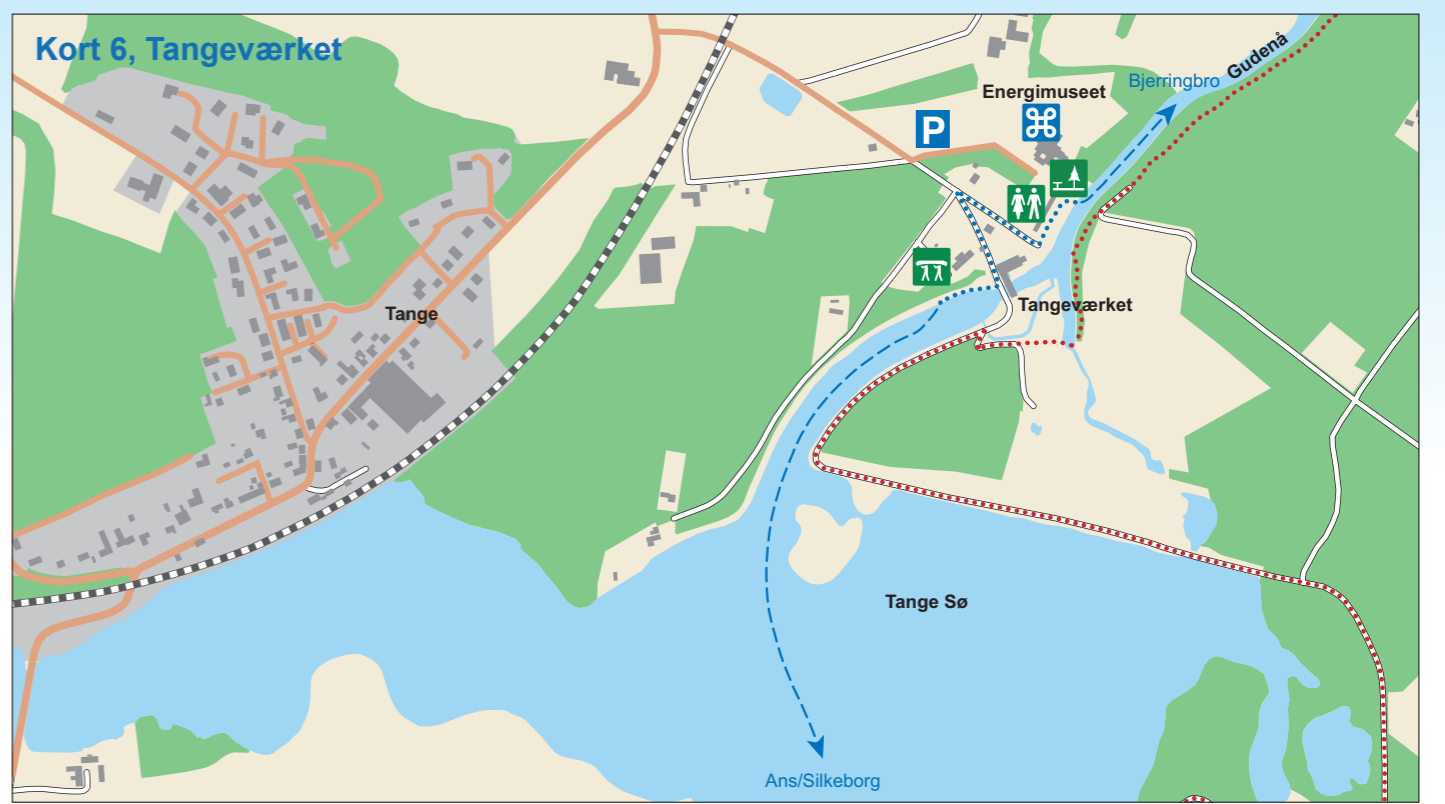 Kort 6, Tangeværket
Gudenå
Bjerringbro
Energimuseet
P
Tange
Tangeværket
Tange Sø
Ans/Silkeborg